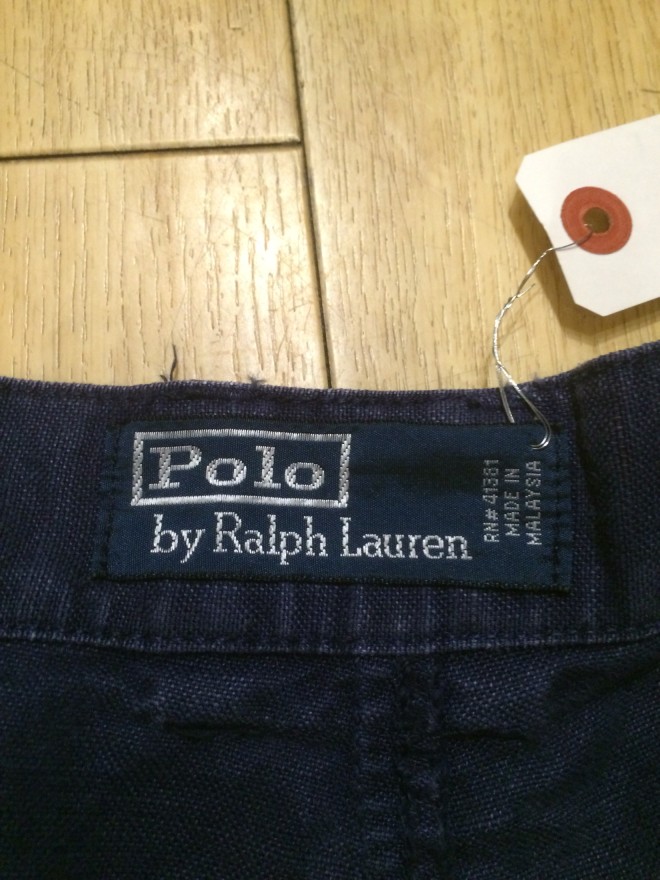 Polo
by Ralph Lauren
RN# 41381
MADE IN
MALAYSIA